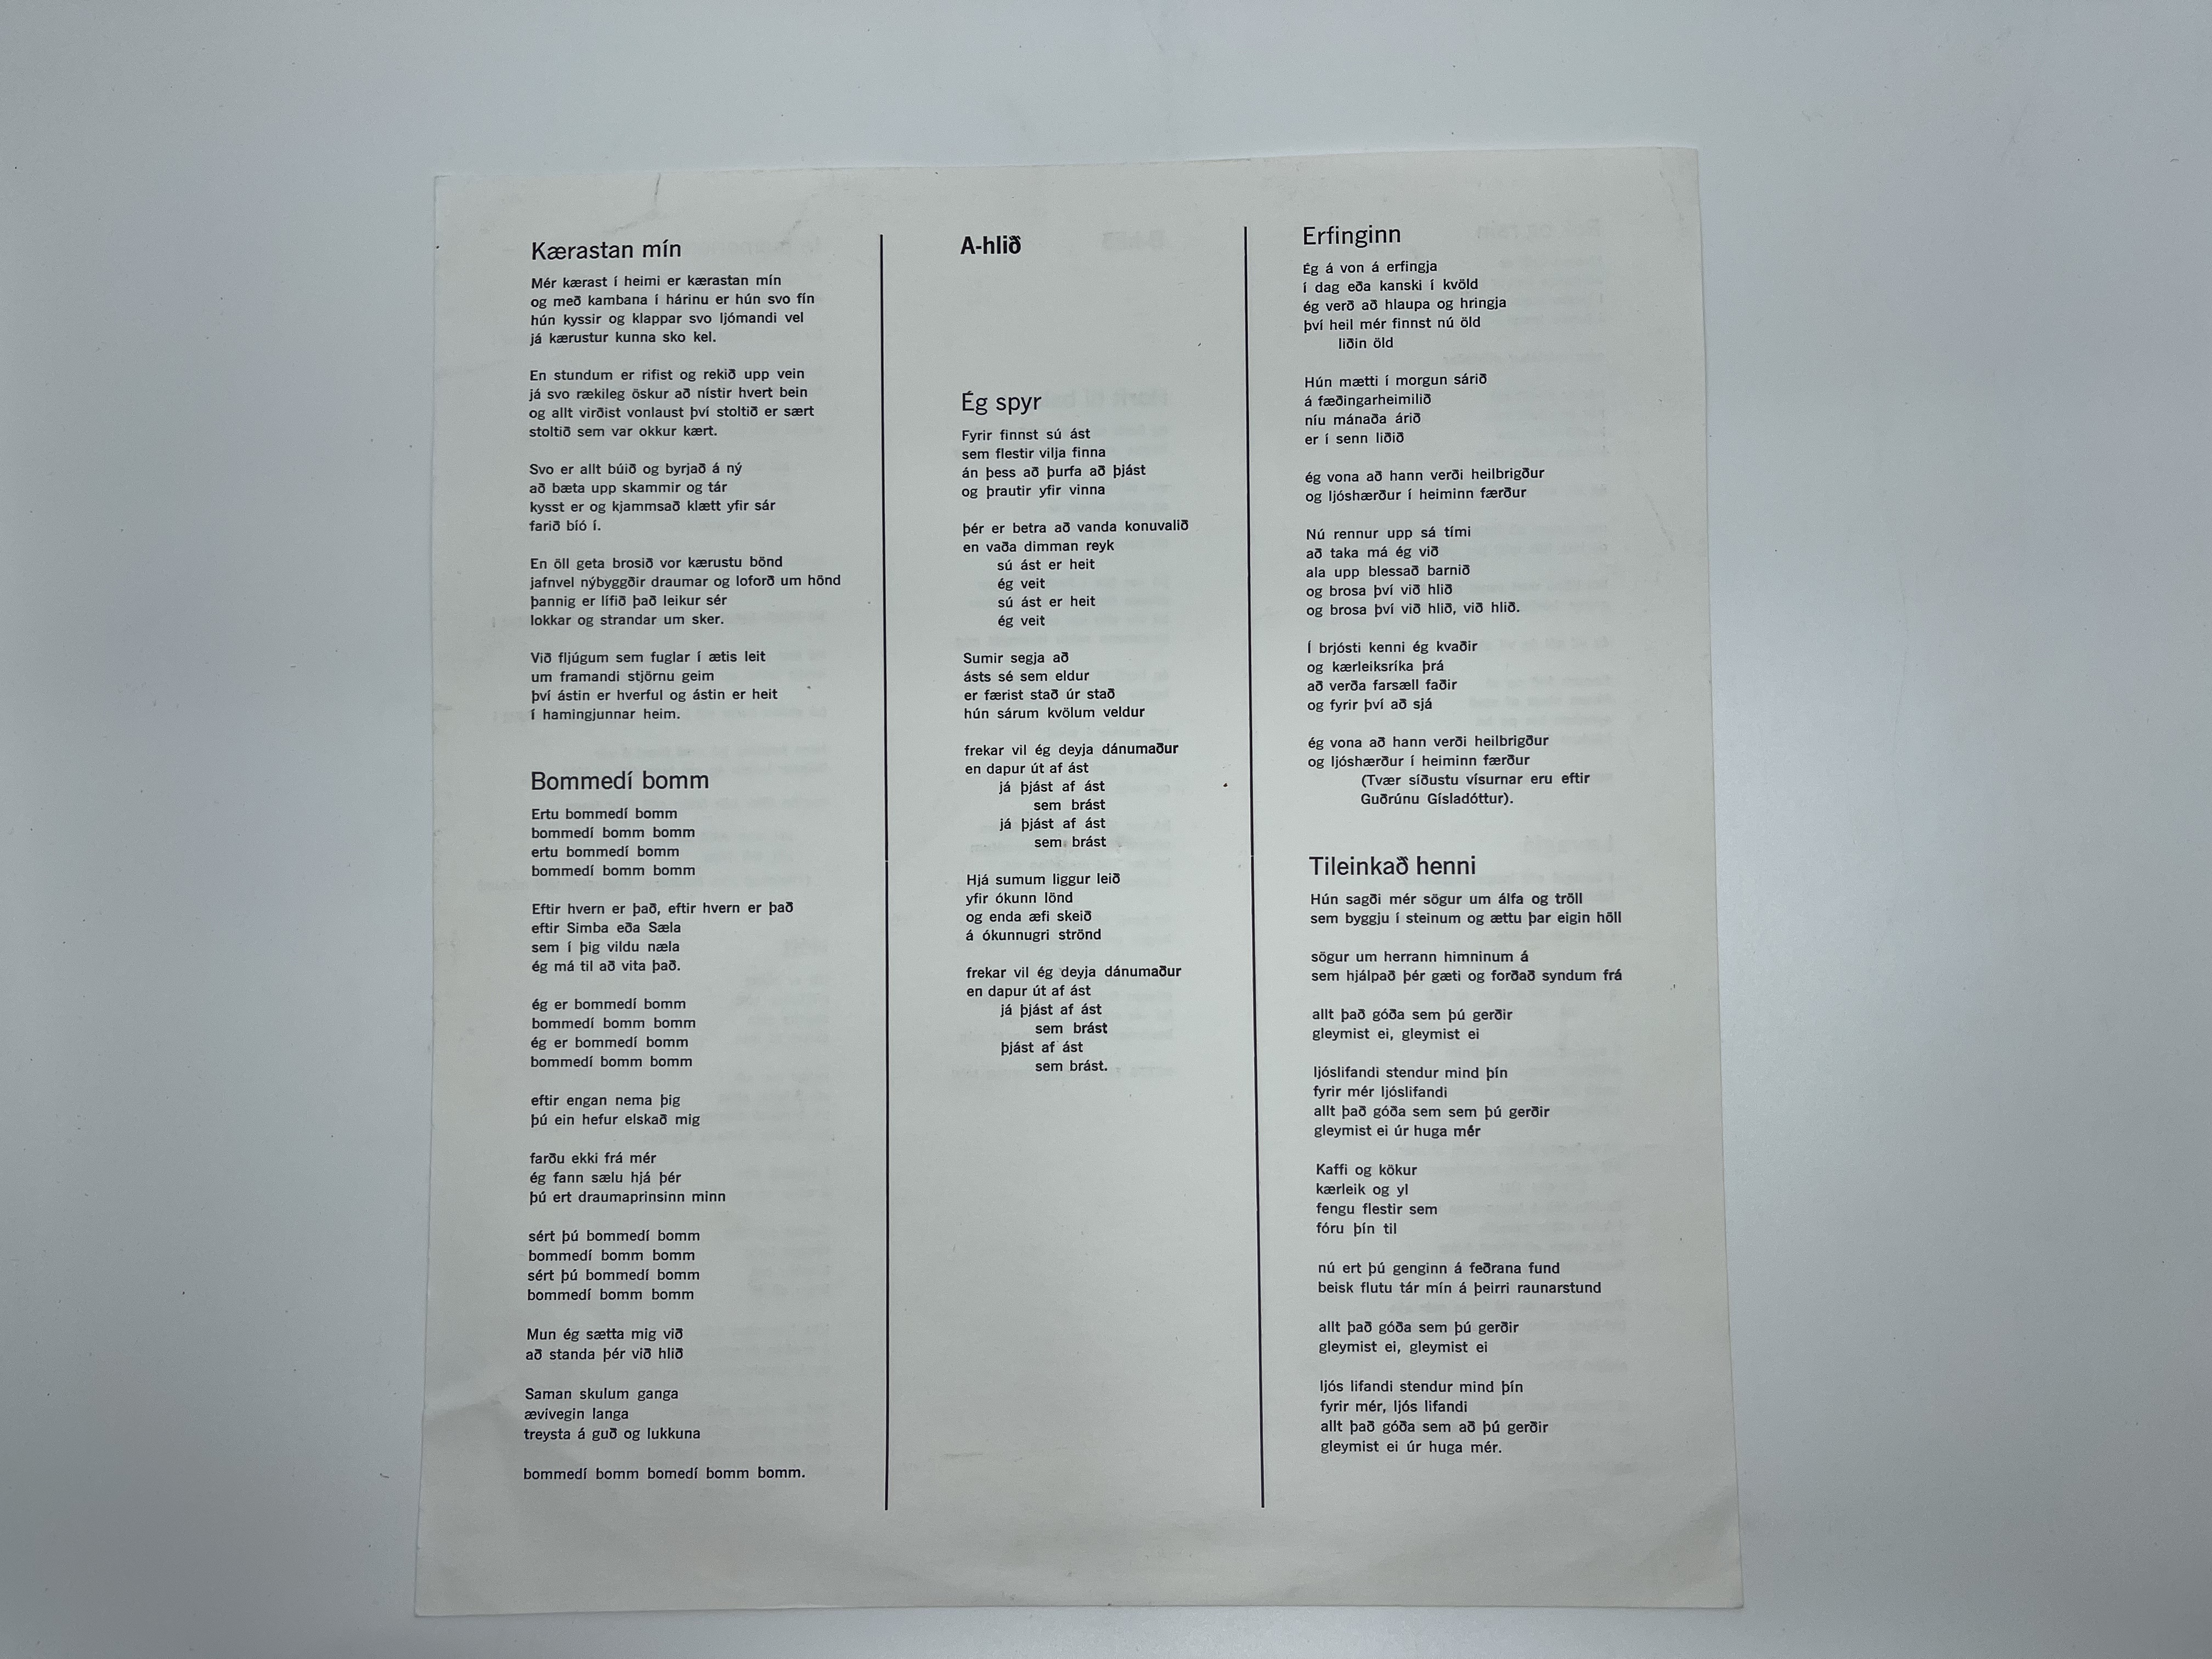 Kærastan mín
Mér kærast í heimi er kærastan mín
og með kambana í hárinu er hún svo fín
hún kyssir og klappar svo ljómandi vel
já kærustur kunna sko kel.
En stundum er rifist og rekið upp vein
já svo rækileg öskur að nístir hvert bein
og allt virðist vonlaust því stoltið er sært
stoltið sem var okkur kært.
Svo er allt búið og byrjað á ný
að bæta upp skammir og tár
kysst er og kjammsað klætt yfir sár
farið bíó í.
En öll geta brosið vor kærustu bönd
jafnvel nýbyggðir draumar og loforð um hönd
þannig er lífið það leikur sér
lokkar og strandar um sker.
Við fljúgum sem fuglar í ætis leit
um framandi stjörnu geim
því ástin er hverful og ástin er heit
í hamingjunnar heim.
Bommedí bomm
Ertu bommedí bomm
bommedí bomm bomm
ertu bommedí bomm
bommedí bomm bomm
Eftir hvern er það, eftir hvern er það
eftir Simba eða Sæla
sem í þig vildu næla
ég má til að vita það.
ég er bommedí bomm
bommedí bomm bomm
ég er bommedí bomm
bommedí bomm bomm
eftir engan nema þig
þú ein hefur elskað mig
farðu ekki frá mér
ég fann sælu hjá þér
þú ert draumaprinsinn minn
sért þú bommedí bomm
bommedí bomm bomm
sért þú bommedí bomm
bommedí bomm bomm
Mun ég sætta mig við
að standa þér við hlið
Saman skulum ganga
ævivegin langa
treysta á guð og lukkuna
bommedí bomm bomedí bomm bomm.
A-hlið
Ég spyr
Fyrir finnst sú ást
sem flestir vilja finna
án þess að þurfa að þjást
og þrautir yfir vinna
þér er betra að vanda konuvalið
en vaða dimman reyk
sú ást er heit
ég veit
sú ást er heit
ég veit
Sumir segja að
ásts sé sem eldur
er færist stað úr stað
hún sárum kvölum veldur
frekar vil ég deyja dánumaður
en dapur út af ást
já þjást af ást
sem brást
já þjást af ást
sem brást
Hjá sumum liggur leið
yfir ókunn lönd
og enda æfi skeið
á ókunnugri strönd
frekar vil ég deyja dánumaður
en dapur út af ást
já þjást af ást
sem brást
þjást af ást
sem brást.
Erfinginn
Ég á von á erfingja
í dag eða kanski í kvöld
ég verð að hlaupa og hringja
því heil mér finnst nú öld
liðin öld
Hún mætti í morgun sárið
á fæðingarheimilið
níu mánaða árið
er í senn liðið
ég vona að hann verði heilbrigður
og ljóshærður í heiminn færður
Nú rennur upp sá tími
að taka má ég við
ala upp blessað barnið
og brosa því við hlið
og brosa því við hlið, við hlið.
Í brjósti kenni ég kvaðir
og kærleiksríka þrá
að verða farsæll faðir
og fyrir því að sjá
ég vona að hann verði heilbrigður
og ljóshærður í heiminn færður
(Tvær síðustu vísurnar eru eftir
Guðrúnu Gísladóttur).
Tileinkað henni
Hún sagði mér sögur um álfa og tröll
sem byggju í steinum og ættu þar eigin höll
sögur um herrann himninum á
sem hjálpað þér gæti og forðað syndum frá
allt það góða sem þú gerðir
gleymist ei, gleymist ei
ljóslifandi stendur mind þín
fyrir mér ljóslifandi
allt það góða sem sem þú gerðir
gleymist ei úr huga mér
Kaffi og kökur
kærleik og yl
fengu flestir sem
fóru þín til
nú ert þú genginn á feðrana fund
beisk flutu tár mín á þeirri raunarstund
allt það góða sem þú gerðir
gleymist ei, gleymist ei
ljós lifandi stendur mind þín
fyrir mér, ljós lifandi
allt það góða sem að þú gerðir
gleymist ei úr huga mér.